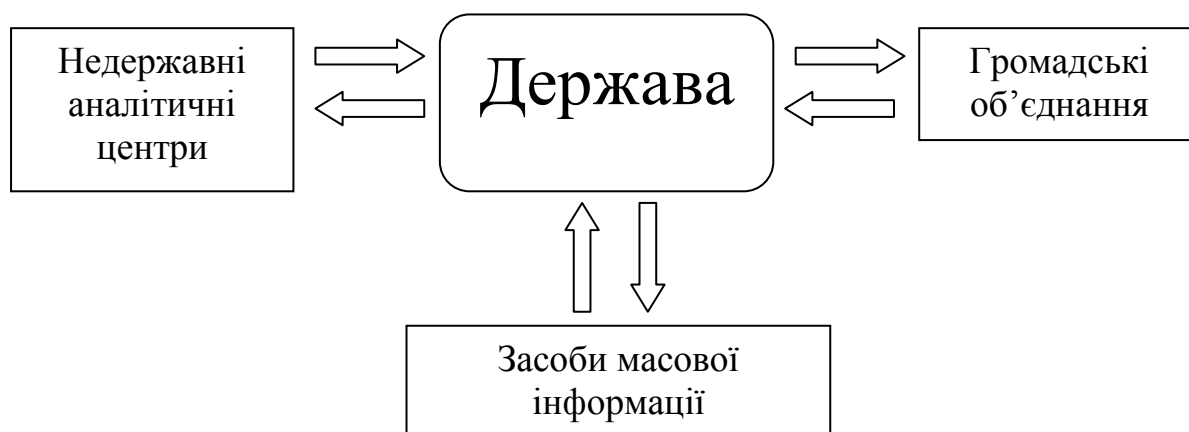 Недержавні
аналітичні
центри
Держава
Громадські
об’єднання
Засоби масової
інформації